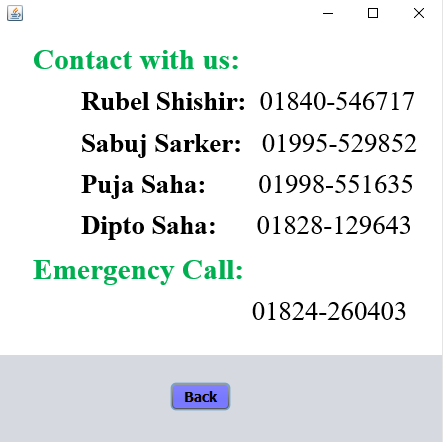 Contact with us:
Rubel Shishir: 01840-546717
Sabuj Sarker: 01995-529852
Puja Saha: 01998-551635
Dipto Saha: 01828-129643
Emergency Call:
01824-260403
Back